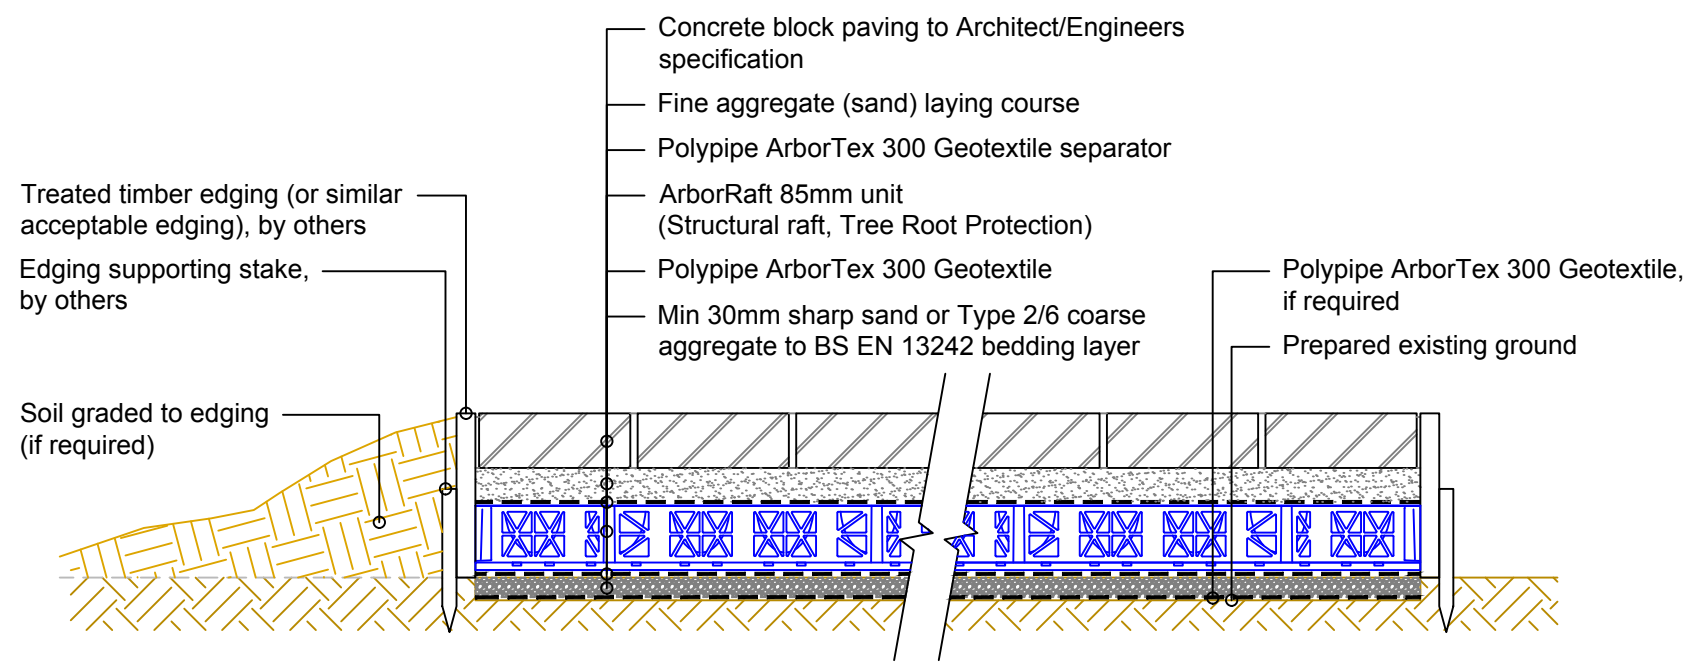 Concrete block paving to Architect/Engineers
specification
Fine aggregate (sand) laying course
Polypipe ArborTex 300 Geotextile separator
ArborRaft 85mm unit
(Structural raft, Tree Root Protection)
Polypipe ArborTex 300 Geotextile
Min 30mm sharp sand or Type 2/6 coarse
aggregate to BS EN 13242 bedding layer
Treated timber edging (or similar
acceptable edging), by others
Edging supporting stake,
by others
Soil graded to edging
(if required)
Polypipe ArborTex 300 Geotextile,
if required
Prepared existing ground